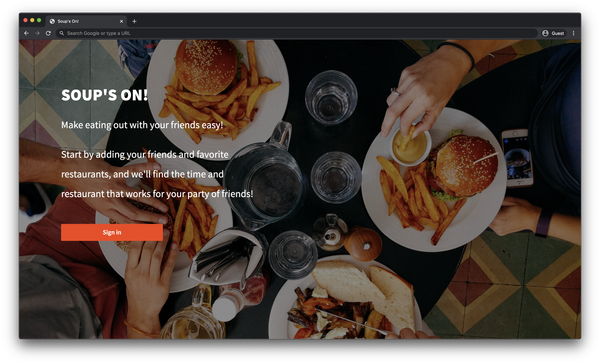 Soup's On!
Search Google or type a URL
Guest
SOUP'S ON!
Make eating out with your friends easy!
Start by adding your friends and favorite
restaurants, and we'll find the time and
restaurant that works for your party of friends!
Sign in